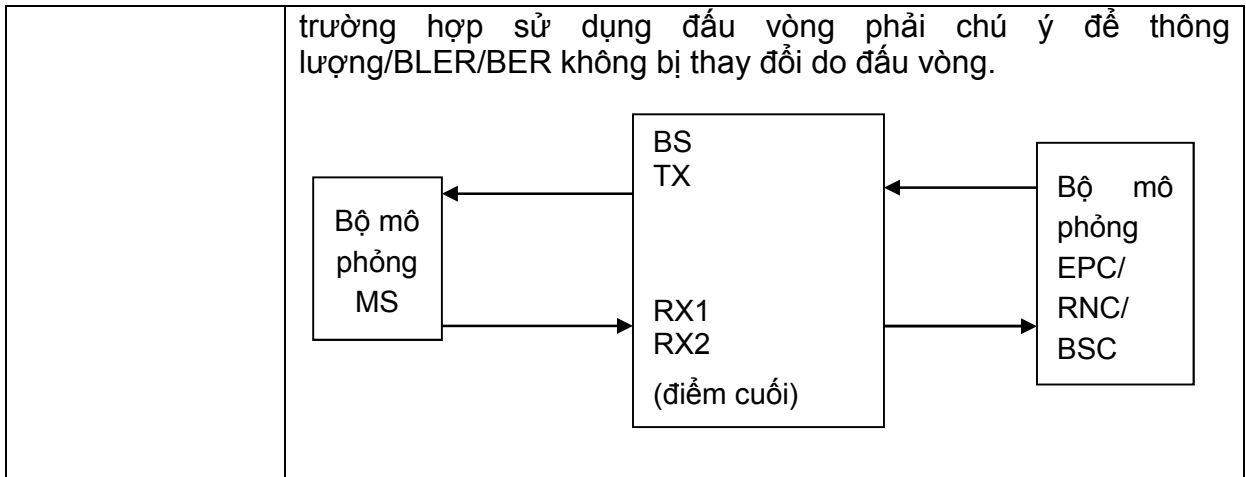 trường hợp sử dụng đấu vòng phải chú ý để thông
lượng/BLER/BER không bị thay đổi do đấu vòng.
Bộ mô
phỏng
MS
BS
TX
RX1
RX2
(điểm cuối)
Bộ mô
phỏng
EPC/
RNC/
BSC